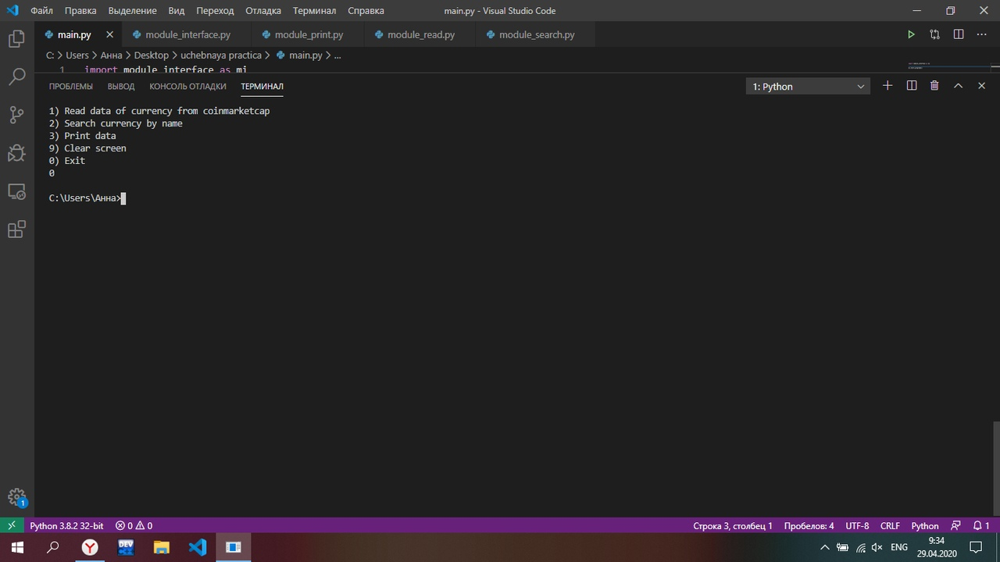 Файл Правка Выделение Вид Переход Отладка Терминал Справка main.py - Visual Studio Code
main.py module_interface.py module_print.py module_read.py module_search.py
C: > Users > Анна > Desktop > uchebnaya practica > main.py > ...
1 import module_interface as mi
ПРОБЛЕМЫ ВЫВОД КОНСОЛЬ ОТЛАДКИ ТЕРМИНАЛ 1: Python
1) Read data of currency from coinmarketcap
2) Search currency by name
3) Print data
9) Clear screen
0) Exit
0
C:\Users\Анна>
1
Python 3.8.2 32-bit 0 0 Строка 3, столбец 1 Пробелов: 4 UTF-8 CRLF Python 1
DEV C++
ENG 9:34
29.04.2020